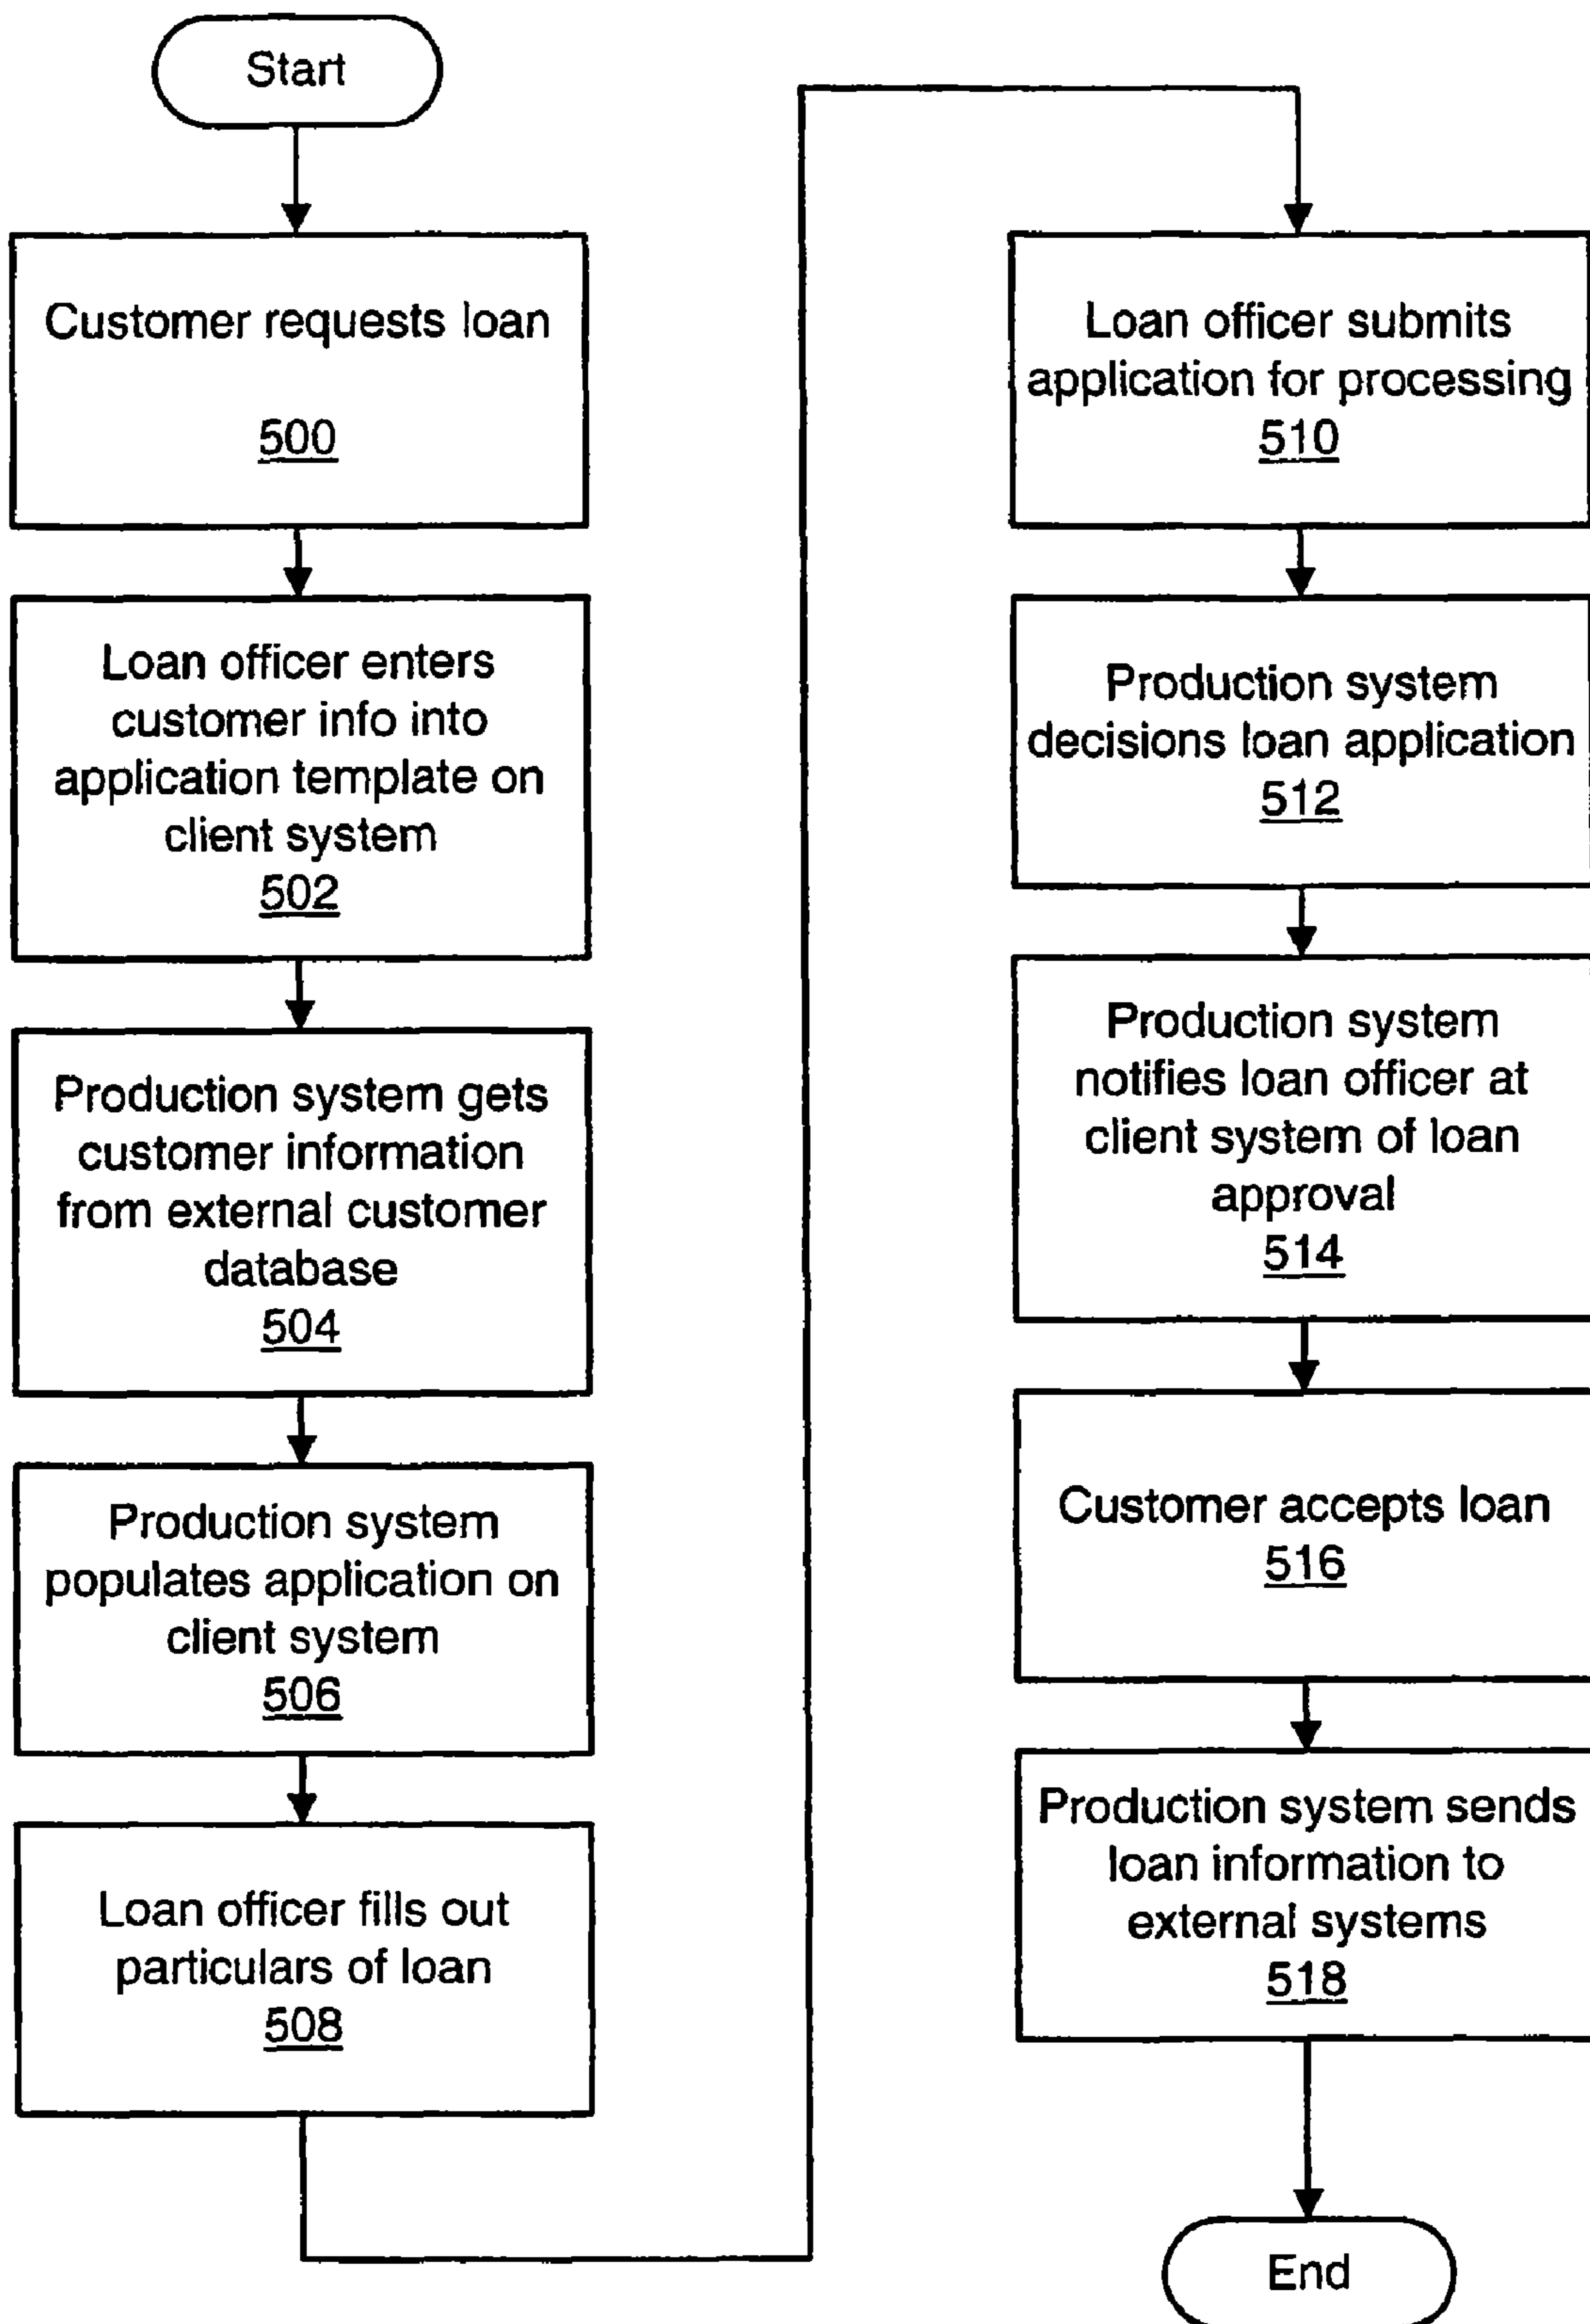 Start
Customer requests loan
500
Loan officer enters
customer info into
application template on
client system
502
Production system gets
customer information
from external customer
database
504
Production system
populates application on
client system
506
Loan officer fills out
particulars of loan
508
Loan officer submits
application for processing
510
Production system
decisions loan application
512
Production system
notifies loan officer at
client system of loan
approval
514
Customer accepts loan
516
Production system sends
loan information to
external systems
518
End